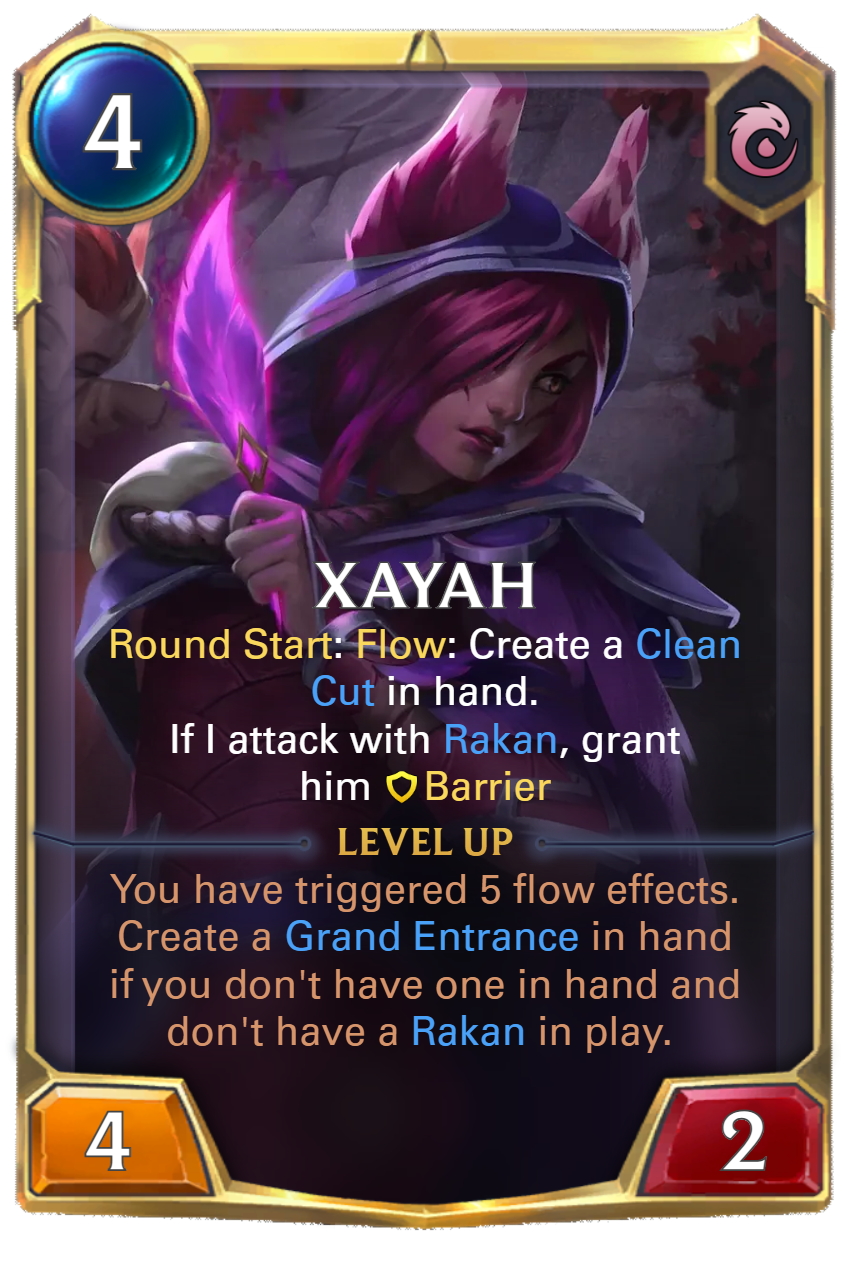 4
XAYAH
Round Start: Flow: Create a Clean
Cut in hand.
If I attack with Rakan, grant
him Barrier
LEVEL UP
You have triggered 5 flow effects.
Create a Grand Entrance in hand
if you don't have one in hand and
don't have a Rakan in play.
4
2